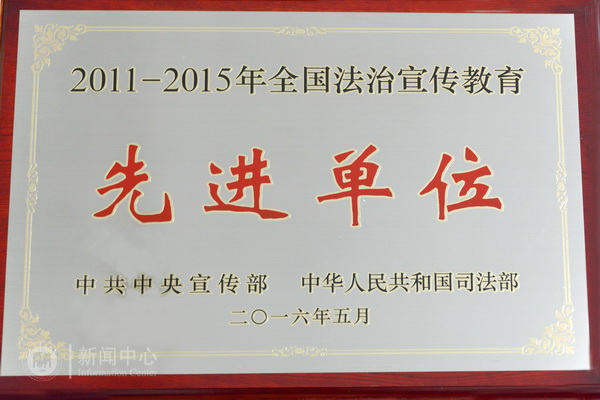 2011-2015年全国法治宣传教育
先进单位
中共中央宣传部 中华人民共和国司法部
二〇一六年五月
新闻中心
Information Center